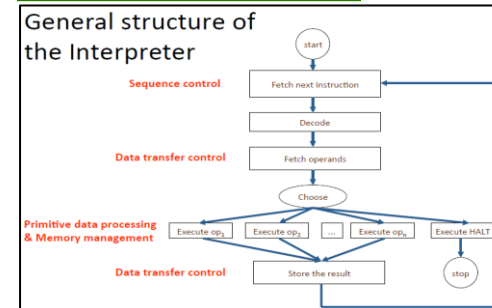 General structure of
the Interpreter
start
Sequence control
Fetch next instruction
Decode
Data transfer control
Fetch operands
Choose
Primitive data processing
& Memory management
Execute op₁
Execute op₂
...
Execute opₙ
Execute HALT
Data transfer control
Store the result
stop